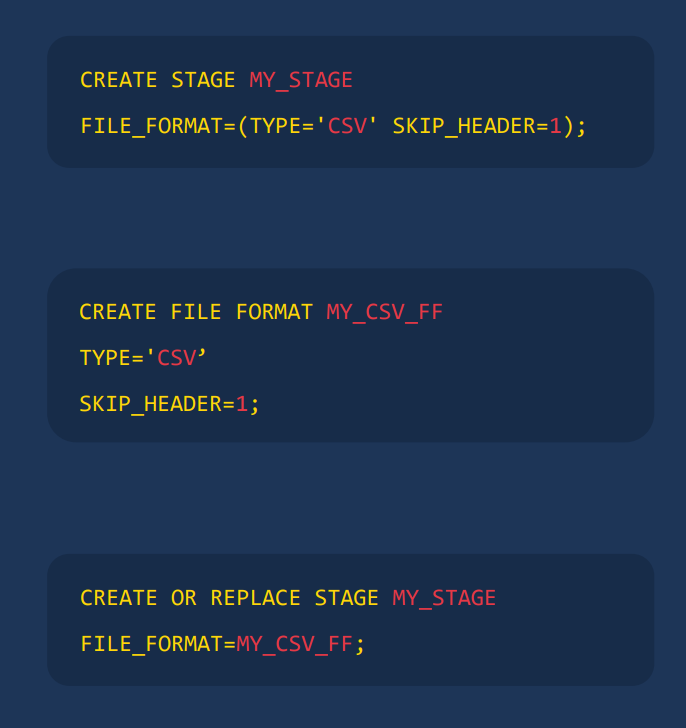 CREATE STAGE MY_STAGE
FILE_FORMAT=(TYPE='CSV' SKIP_HEADER=1);
CREATE FILE FORMAT MY_CSV_FF
TYPE='CSV’
SKIP_HEADER=1;
CREATE OR REPLACE STAGE MY_STAGE
FILE_FORMAT=MY_CSV_FF;